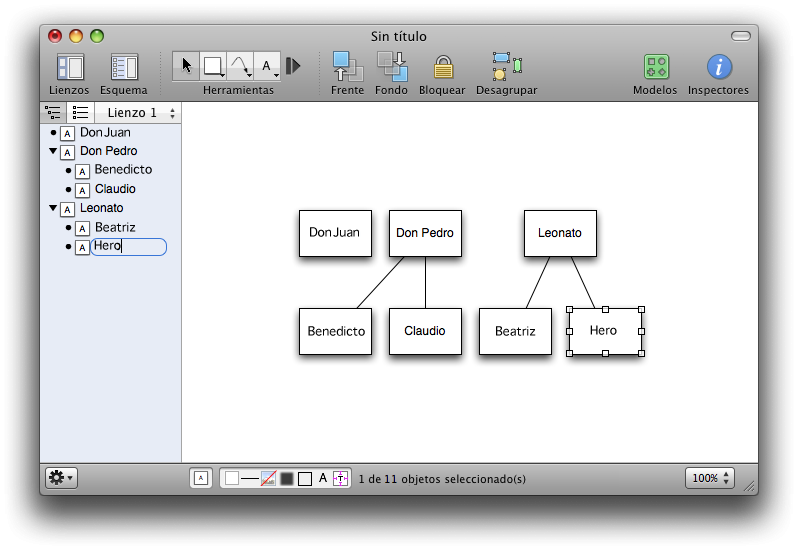 Sin título
Lienzos Esquema Herramientas Frente Fondo Bloquear Desagrupar Modelos Inspectores
A
Lienzo 1
A Don Juan
A Don Pedro
A Benedicto
A Claudio
A Leonato
A Beatriz
A Hero
Don Juan Don Pedro Leonato
Benedicto Claudio Beatriz Hero
A A T 1 de 11 objetos seleccionado(s) 100%